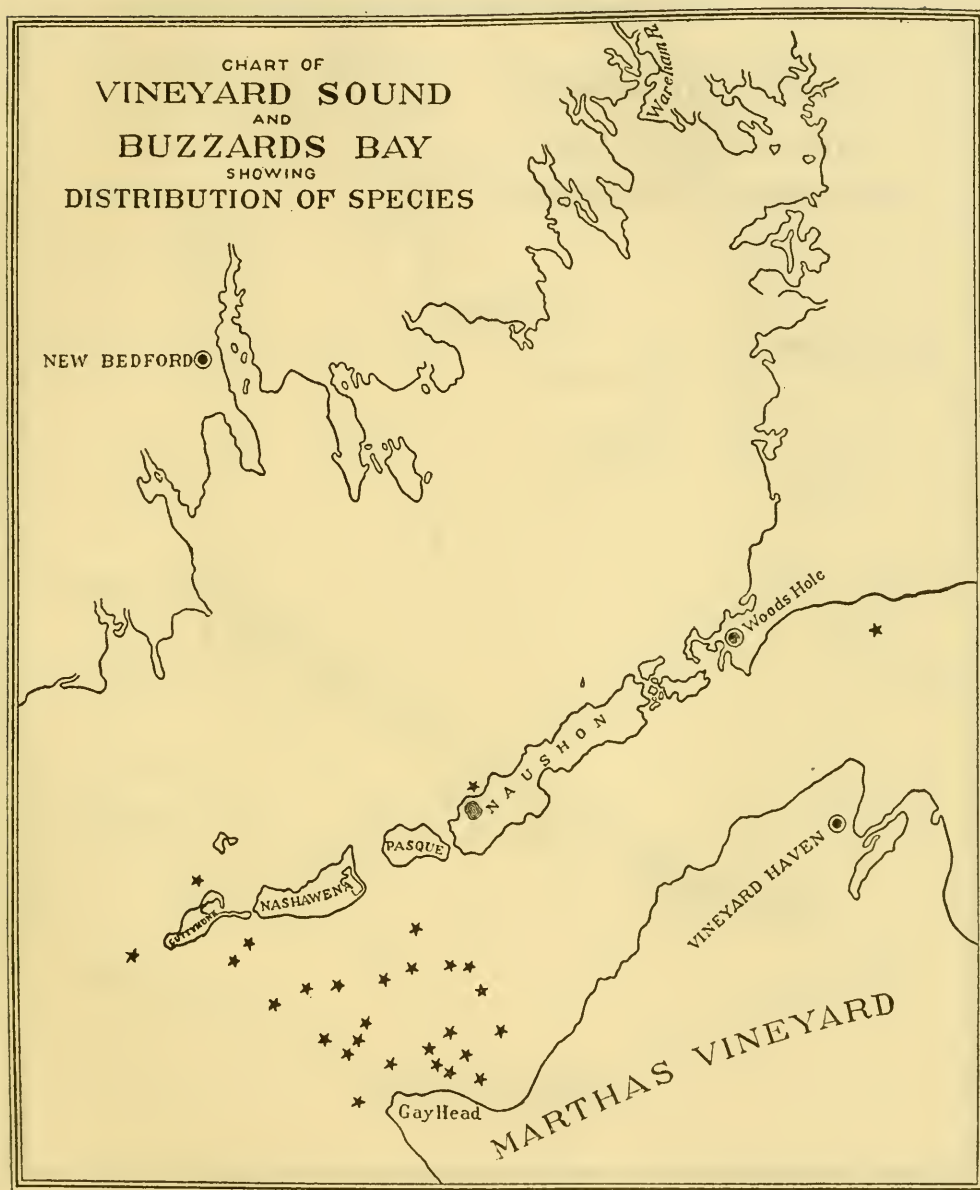 CHART OF
VINEYARD SOUND
AND
BUZZARDS BAY
SHOWING
DISTRIBUTION OF SPECIES
Wareham R.
NEW BEDFORD
Woods Hole
NAUSHON
PASQUE
NASHAWENA
CUTTYHUNK
VINEYARD HAVEN
MARTHAS VINEYARD
Gay Head